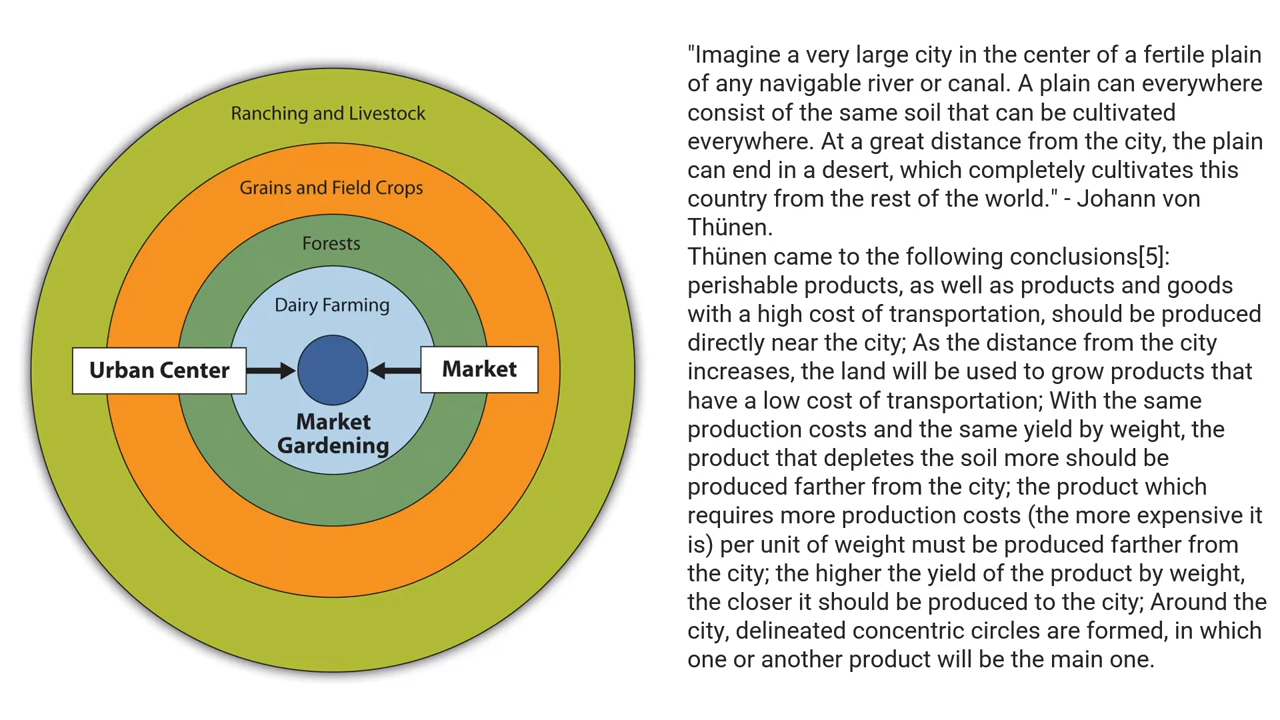 Ranching and Livestock
Grains and Field Crops
Forests
Dairy Farming
Urban Center
Market
Market
Gardening
"Imagine a very large city in the center of a fertile plain
of any navigable river or canal. A plain can everywhere
consist of the same soil that can be cultivated
everywhere. At a great distance from the city, the plain
can end in a desert, which completely cultivates this
country from the rest of the world." - Johann von
Thünen.
Thünen came to the following conclusions[5]:
perishable products, as well as products and goods
with a high cost of transportation, should be produced
directly near the city; As the distance from the city
increases, the land will be used to grow products that
have a low cost of transportation; With the same
production costs and the same yield by weight, the
product that depletes the soil more should be
produced farther from the city; the product which
requires more production costs (the more expensive it
is) per unit of weight must be produced farther from
the city; the higher the yield of the product by weight,
the closer it should be produced to the city; Around the
city, delineated concentric circles are formed, in which
one or another product will be the main one.